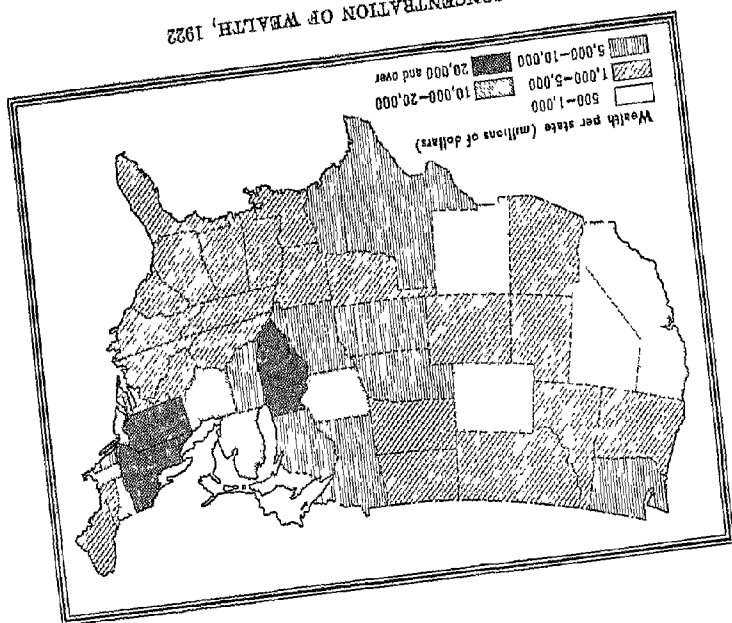 CONCENTRATION OF WEALTH, 1922
Wealth per state (millions of dollars)
500-1,000
1,000-5,000
5,000-10,000
10,000-20,000
20,000 and over